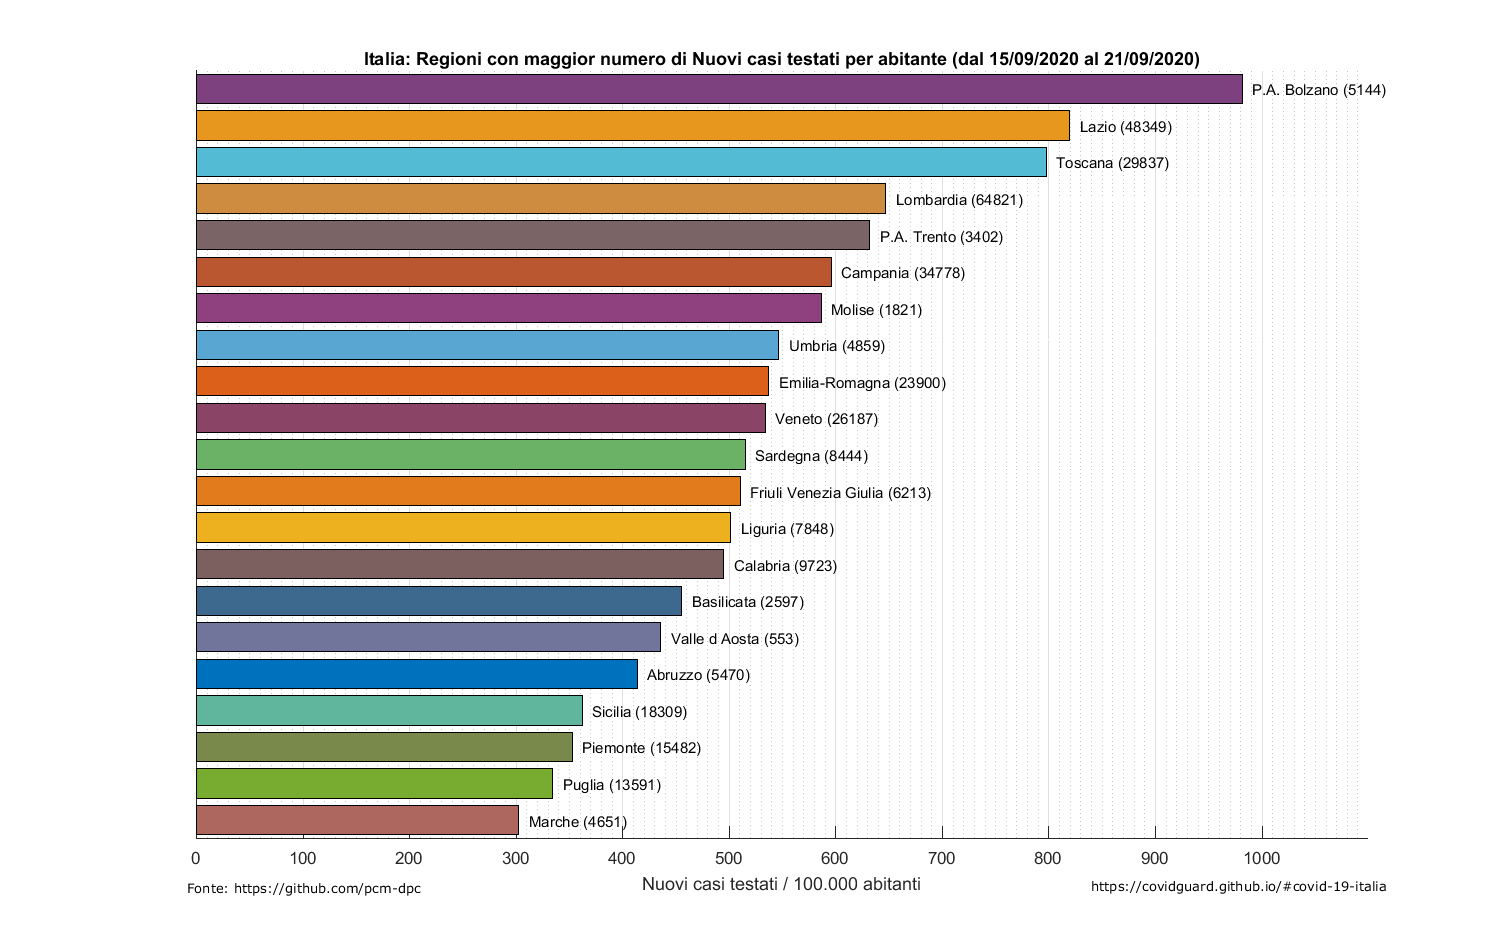 Italia: Regioni con maggior numero di Nuovi casi testati per abitante (dal 15/09/2020 al 21/09/2020)
P.A. Bolzano (5144)
Lazio (48349)
Toscana (29837)
Lombardia (64821)
P.A. Trento (3402)
Campania (34778)
Molise (1821)
Umbria (4859)
Emilia-Romagna (23900)
Veneto (26187)
Sardegna (8444)
Friuli Venezia Giulia (6213)
Liguria (7848)
Calabria (9723)
Basilicata (2597)
Valle d Aosta (553)
Abruzzo (5470)
Sicilia (18309)
Piemonte (15482)
Puglia (13591)
Marche (4651)
0 100 200 300 400 500 600 700 800 900 1000
Nuovi casi testati / 100.000 abitanti
Fonte: https://github.com/pcm-dpc
https://covidguard.github.io/#covid-19-italia